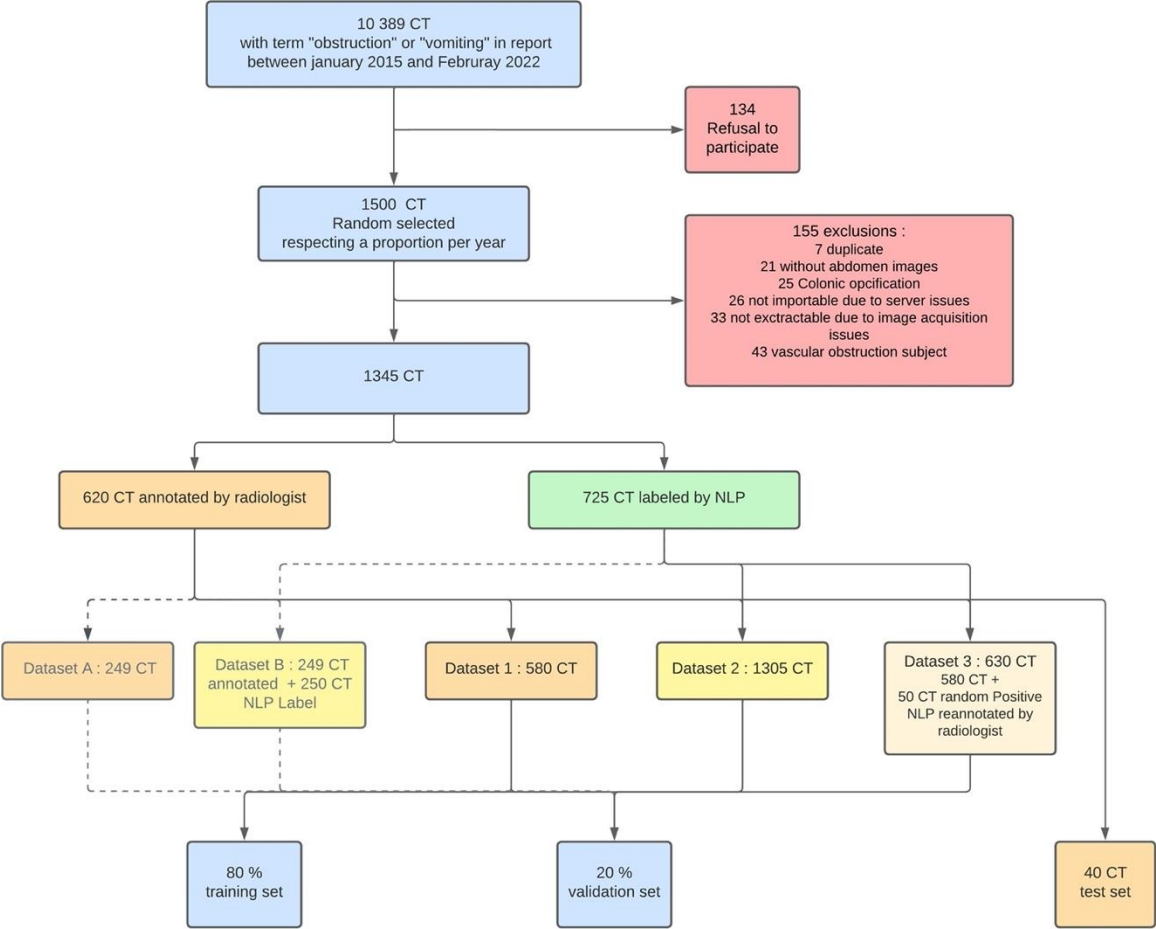 10 389 CT
with term "obstruction" or "vomiting" in report
between january 2015 and Februray 2022
134
Refusal to
participate
1500  CT
Random selected
respecting a proportion per year
155 exclusions :
7 duplicate
21 without abdomen images
25 Colonic opcification
26 not importable due to server issues
33 not exctractable due to image acquisition
issues
43 vascular obstruction subject
1345 CT
620 CT annotated by radiologist
725 CT labeled by NLP
Dataset A : 249 CT
Dataset B : 249 CT
annotated  + 250 CT
NLP Label
Dataset 1 : 580 CT
Dataset 2 : 1305 CT
Dataset 3 : 630 CT
580 CT +
50 CT random Positive
NLP reannotated by
radiologist
80 %
training set
20 %
validation set
40 CT
test set